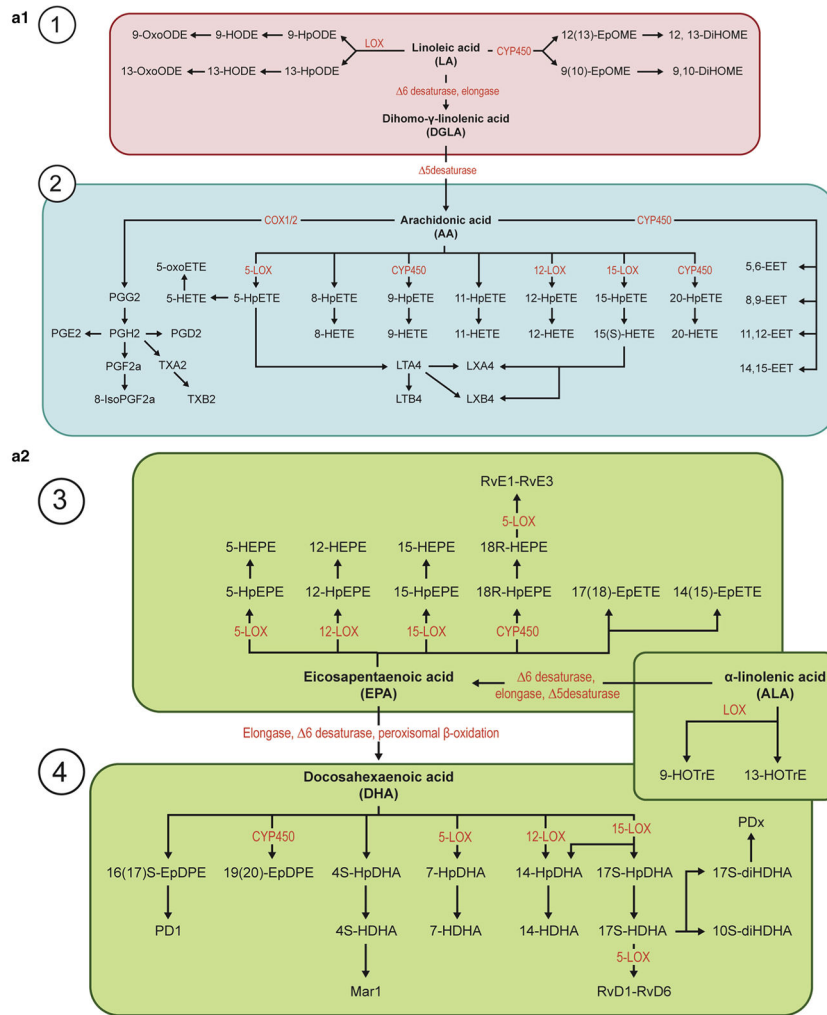 a1
1
9-OxoODE 9-HODE 9-HpODE
LOX
Linoleic acid
(LA)
CYP450
12(13)-EpOME 12, 13-DiHOME
13-OxoODE 13-HODE 13-HpODE
9(10)-EpOME 9,10-DiHOME
Δ6 desaturase, elongase
Dihomo-γ-linolenic acid
(DGLA)
Δ5desaturase
2
COX1/2
Arachidonic acid
(AA)
CYP450
5-oxoETE 5-LOX CYP450 12-LOX 15-LOX CYP450 5,6-EET
PGG2 5-HETE 5-HpETE 8-HpETE 9-HpETE 11-HpETE 12-HpETE 15-HpETE 20-HpETE 8,9-EET
PGE2 PGH2 PGD2 8-HETE 9-HETE 11-HETE 12-HETE 15(S)-HETE 20-HETE 11,12-EET
PGF2a TXA2 LTA4 LXA4 14,15-EET
8-IsoPGF2a TXB2 LTB4 LXB4
a2
3
RvE1-RvE3
5-LOX
5-HEPE 12-HEPE 15-HEPE 18R-HEPE
5-HpEPE 12-HpEPE 15-HpEPE 18R-HpEPE 17(18)-EpETE 14(15)-EpETE
5-LOX 12-LOX 15-LOX CYP450
Eicosapentaenoic acid
(EPA)
Δ6 desaturase,
elongase, Δ5desaturase
α-linolenic acid
(ALA)
LOX
9-HOTrE 13-HOTrE
Elongase, Δ6 desaturase, peroxisomal β-oxidation
4
Docosahexaenoic acid
(DHA)
CYP450 5-LOX 12-LOX 15-LOX PDx
16(17)S-EpDPE 19(20)-EpDPE 4S-HpDHA 7-HpDHA 14-HpDHA 17S-HpDHA 17S-diHDHA
PD1 4S-HDHA 7-HDHA 14-HDHA 17S-HDHA 10S-diHDHA
5-LOX
Mar1 RvD1-RvD6